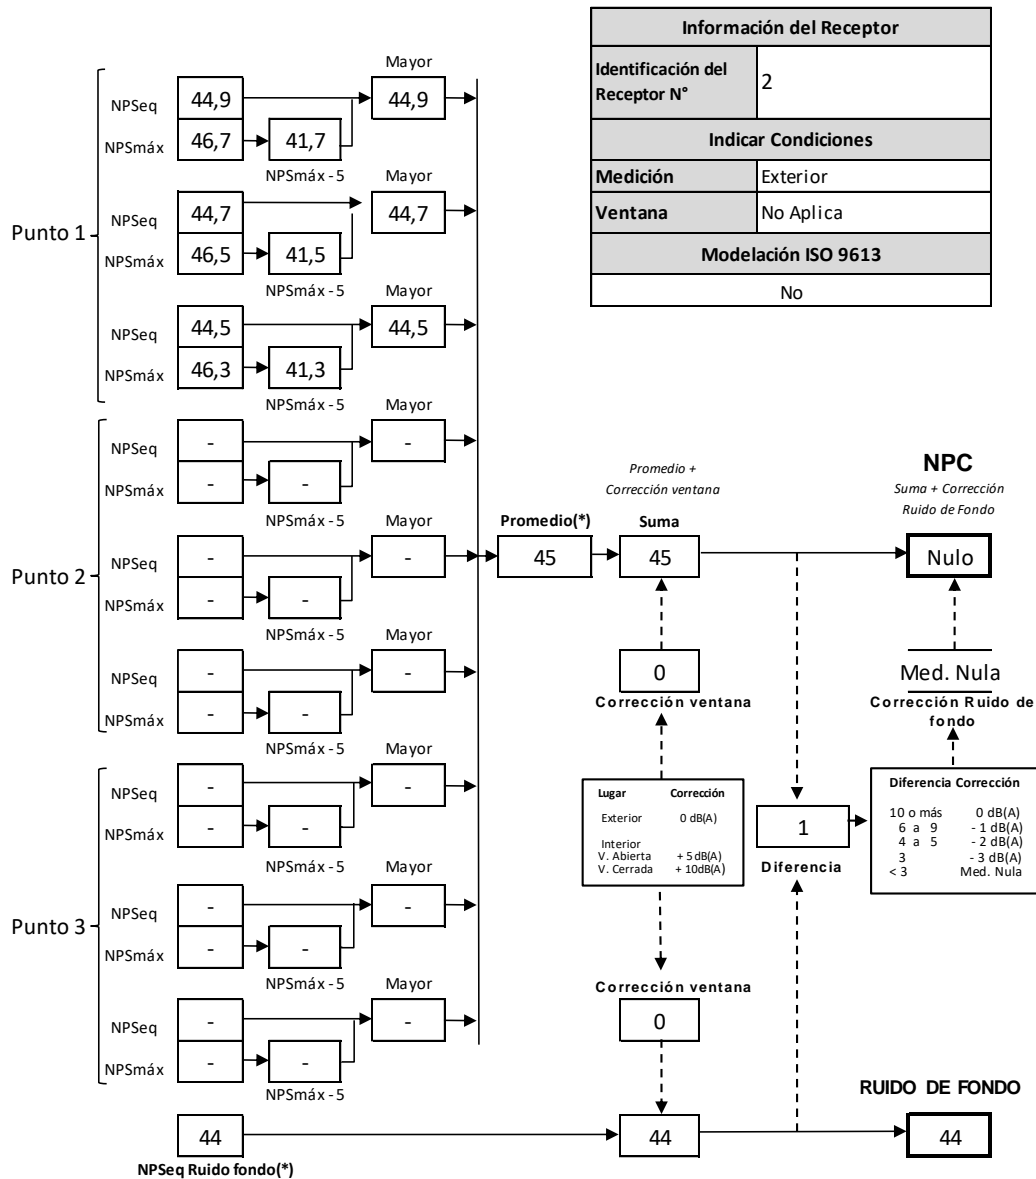 Información del Receptor
Identificación del Receptor N° 2
Indicar Condiciones
Medición Exterior
Ventana No Aplica
Modelación ISO 9613
No
Punto 1
Mayor
NPSeq 44,9 44,9
NPSmáx 46,7 41,7
NPSmáx - 5
Mayor
NPSeq 44,7 44,7
NPSmáx 46,5 41,5
NPSmáx - 5
Mayor
NPSeq 44,5 44,5
NPSmáx 46,3 41,3
NPSmáx - 5
Punto 2
Mayor
NPSeq - -
NPSmáx - -
NPSmáx - 5
Mayor
NPSeq - -
NPSmáx - -
NPSmáx - 5
Mayor
NPSeq - -
NPSmáx - -
NPSmáx - 5
Punto 3
Mayor
NPSeq - -
NPSmáx - -
NPSmáx - 5
Mayor
NPSeq - -
NPSmáx - -
NPSmáx - 5
Mayor
NPSeq - -
NPSmáx - -
NPSmáx - 5
Promedio(*)
45
Promedio +
Corrección ventana
Suma
45
0
Corrección ventana
Lugar Corrección
Exterior 0 dB(A)
Interior
V. Abierta + 5 dB(A)
V. Cerrada + 10dB(A)
Corrección ventana
0
NPC
Suma + Corrección
Ruido de Fondo
Nulo
Med. Nula
Corrección Ruido de
fondo
1
Diferencia
Diferencia Corrección
10 o más 0 dB(A)
6 a 9 - 1 dB(A)
4 a 5 - 2 dB(A)
3 - 3 dB(A)
< 3 Med. Nula
RUIDO DE FONDO
44 44 44
NPSeq Ruido fondo(*)